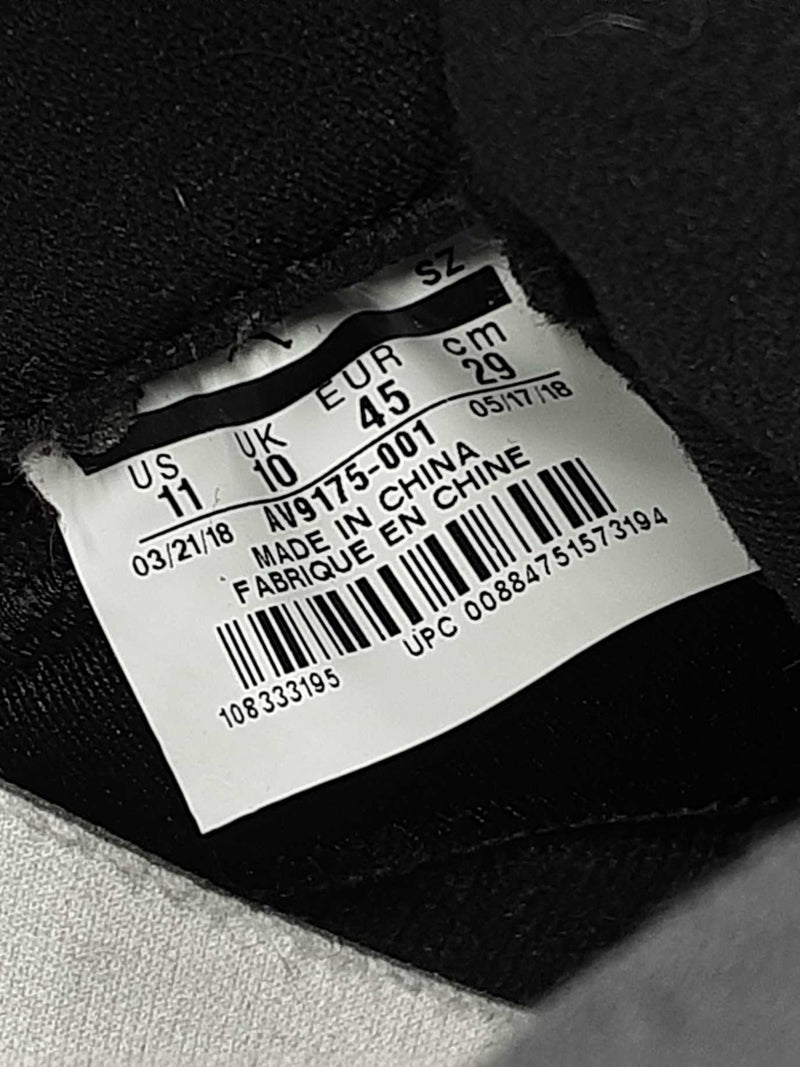 SZ
US UK EUR cm
11 10 45 29
03/21/18 05/17/18
AV9175-001
MADE IN CHINA
FABRIQUE EN CHINE
UPC 00884751573194
108333195